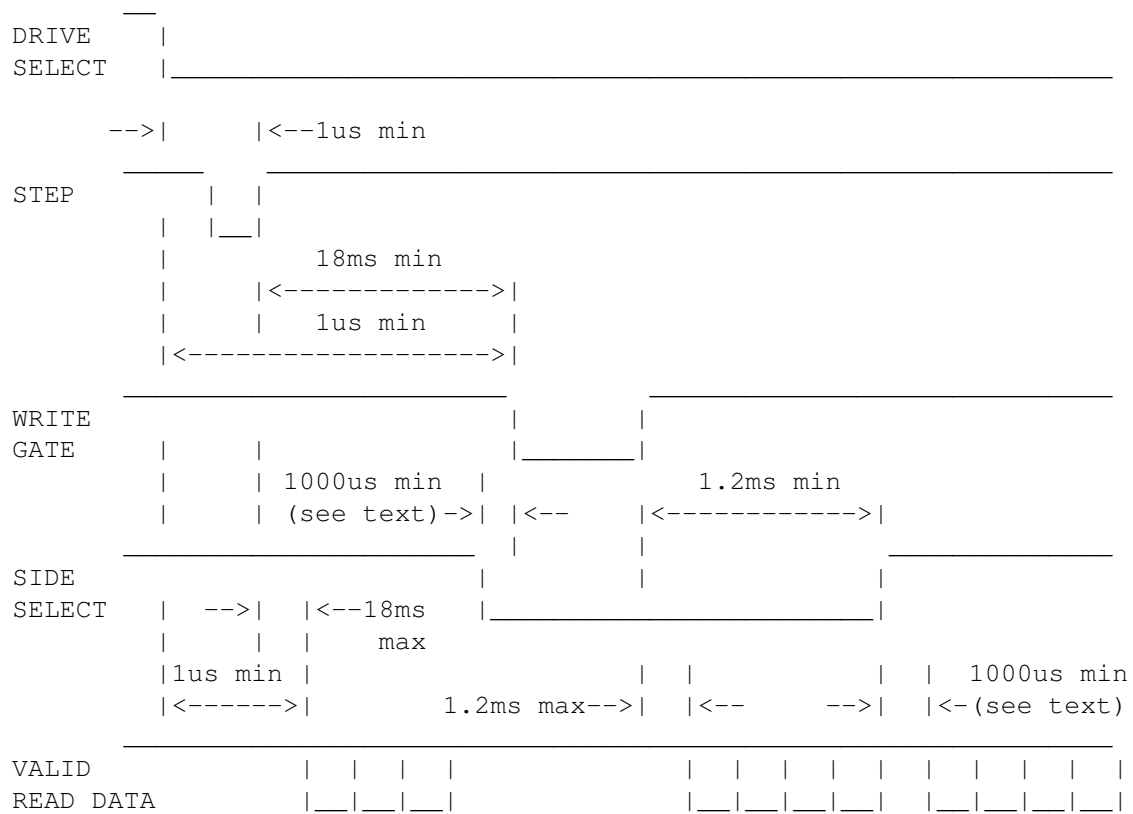 DRIVE
SELECT
-->| |<--1us min
STEP
18ms min
|<------------->|
1us min
|<------------------->|
WRITE
GATE
1000us min 1.2ms min
(see text)->| |<-- |<------------>|
SIDE
SELECT -->| |<--18ms
max
1us min 1000us min
|<------>| 1.2ms max-->| |<-- -->| |<-(see text)
VALID
READ DATA